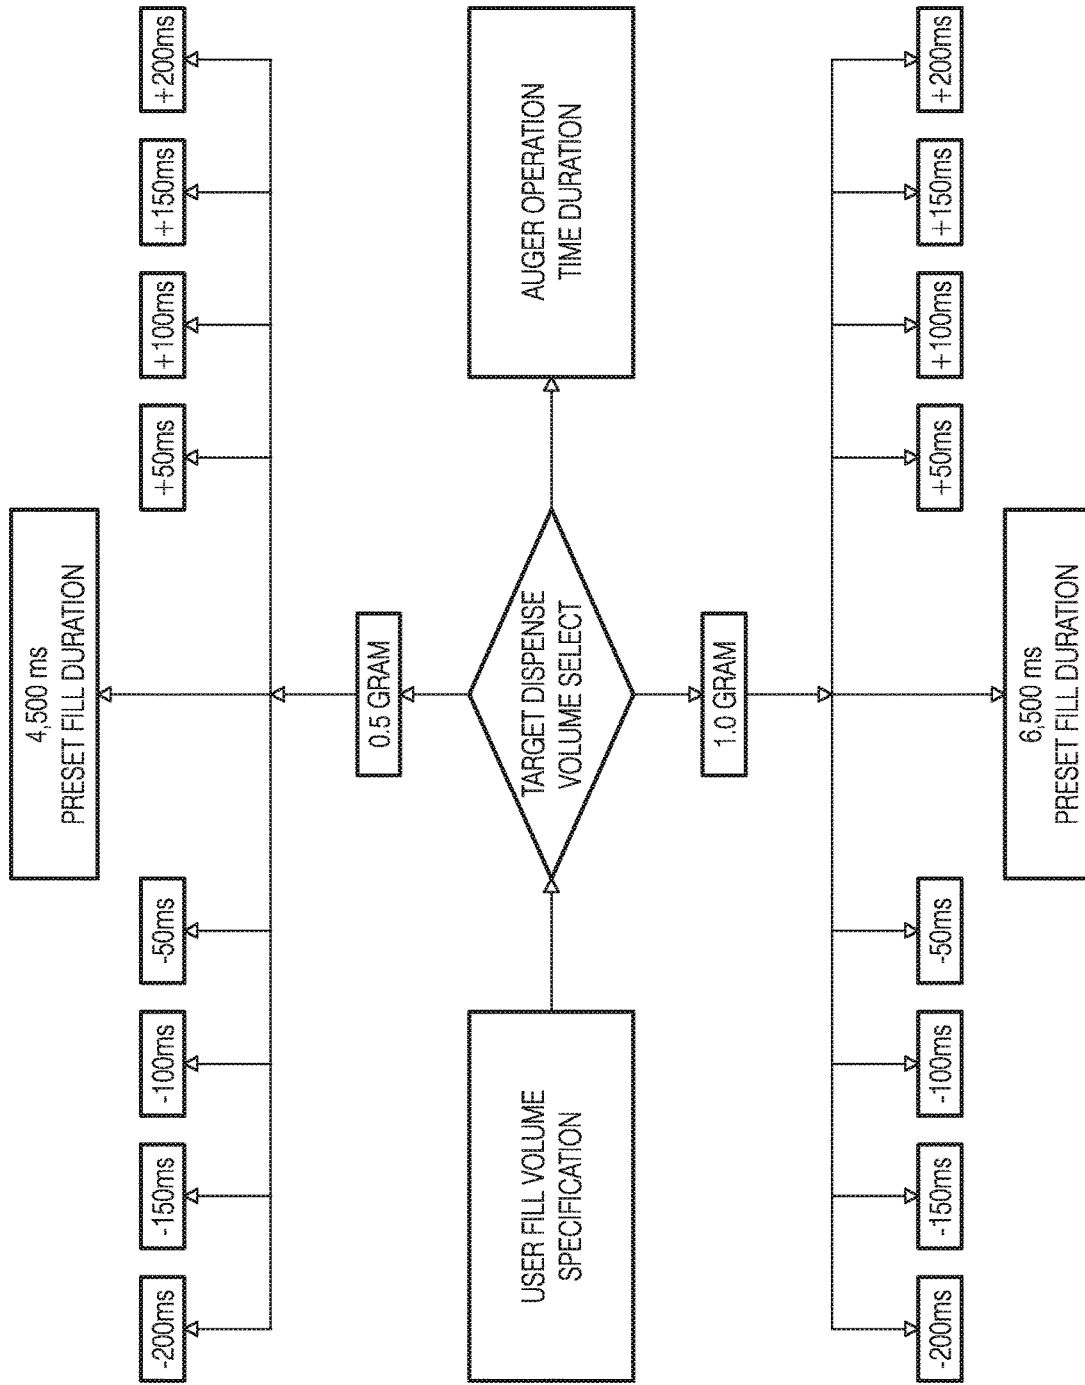 -200ms
USER FILL VOLUME
SPECIFICATION
-200ms
-150ms
-150ms
-100ms
-100ms
-50ms
-50ms
6,500 ms
PRESET FILL DURATION
1.0 GRAM
TARGET DISPENSE
VOLUME SELECT
0.5 GRAM
4,500 ms
PRESET FILL DURATION
+50ms
+50ms
+100ms
+100ms
AUGER OPERATION
TIME DURATION
+150ms
+150ms
+200ms
+200ms